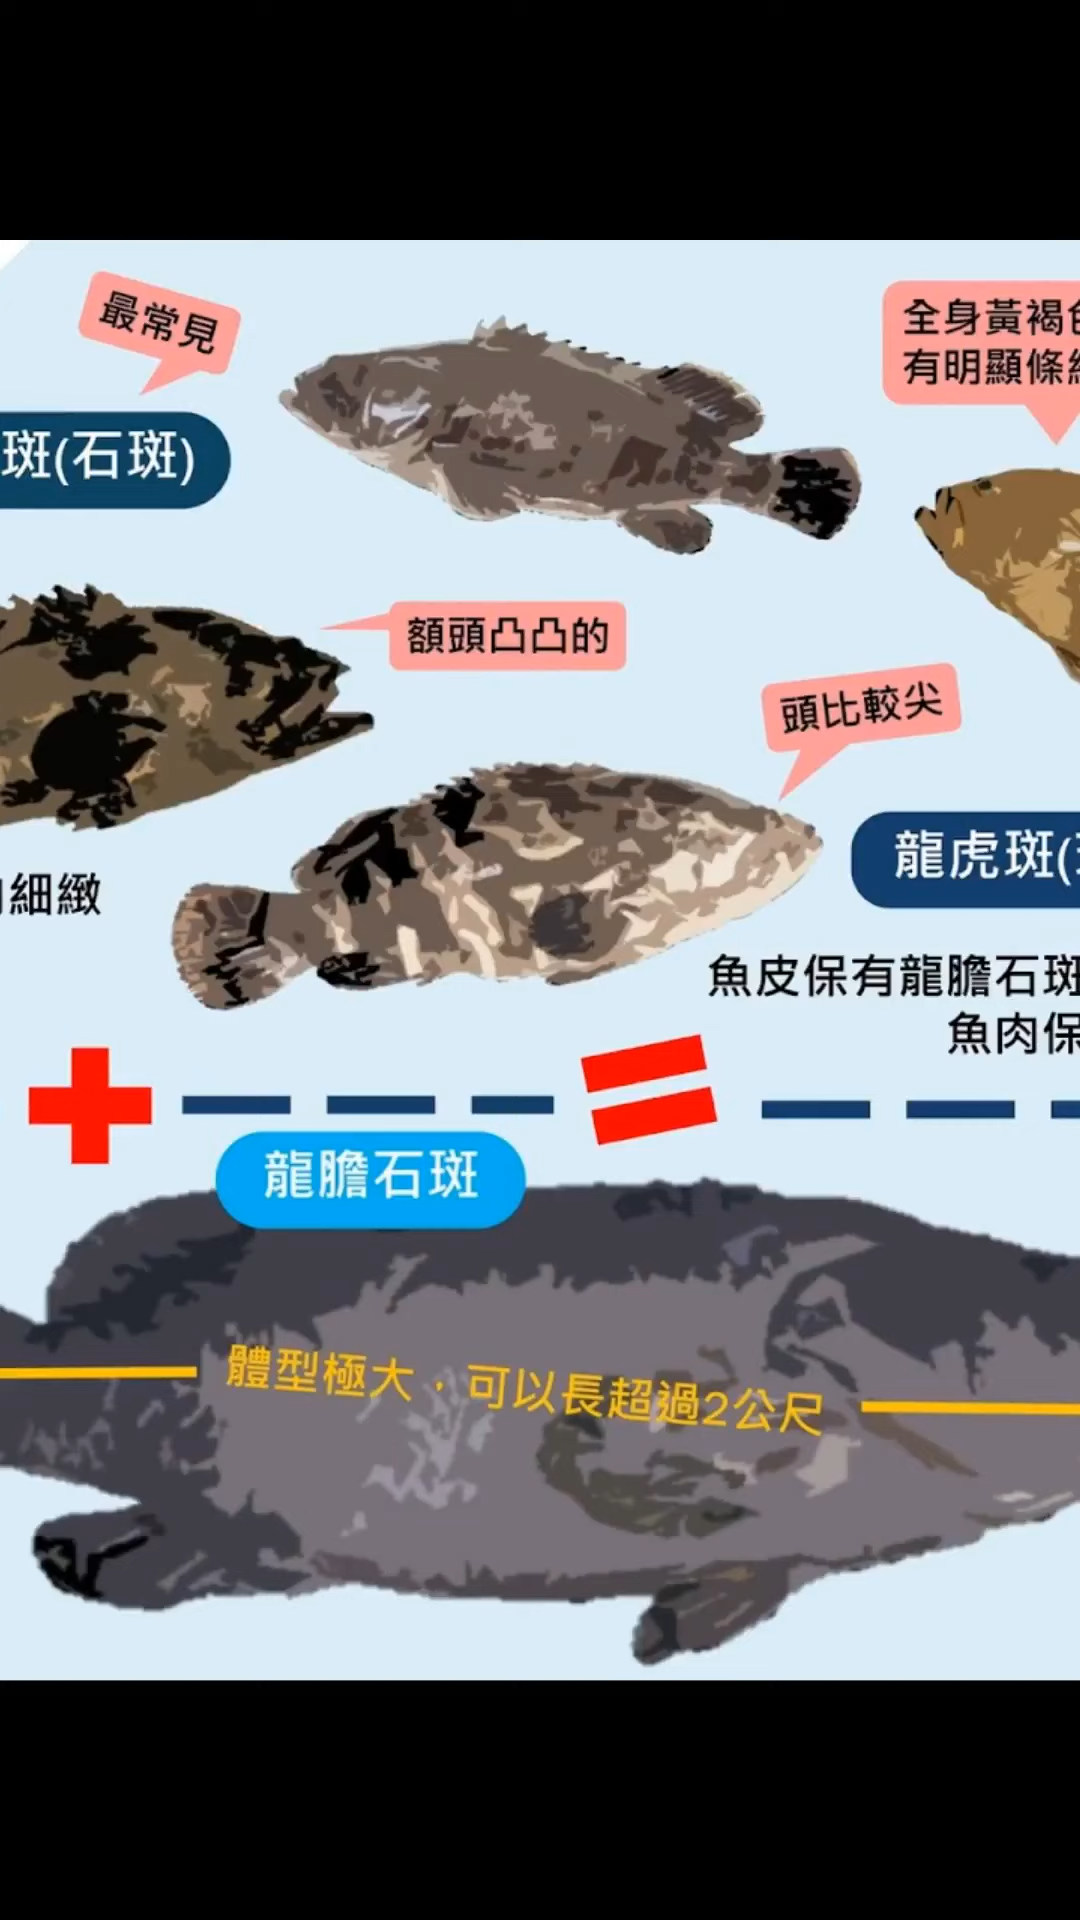 最常見
全身黃褐
有明顯條
斑(石斑)
額頭凸凸的
頭比較尖
龍虎斑(
細緻
魚皮保有龍膽石斑
魚肉保
龍膽石斑
體型極大，可以長超過2公尺